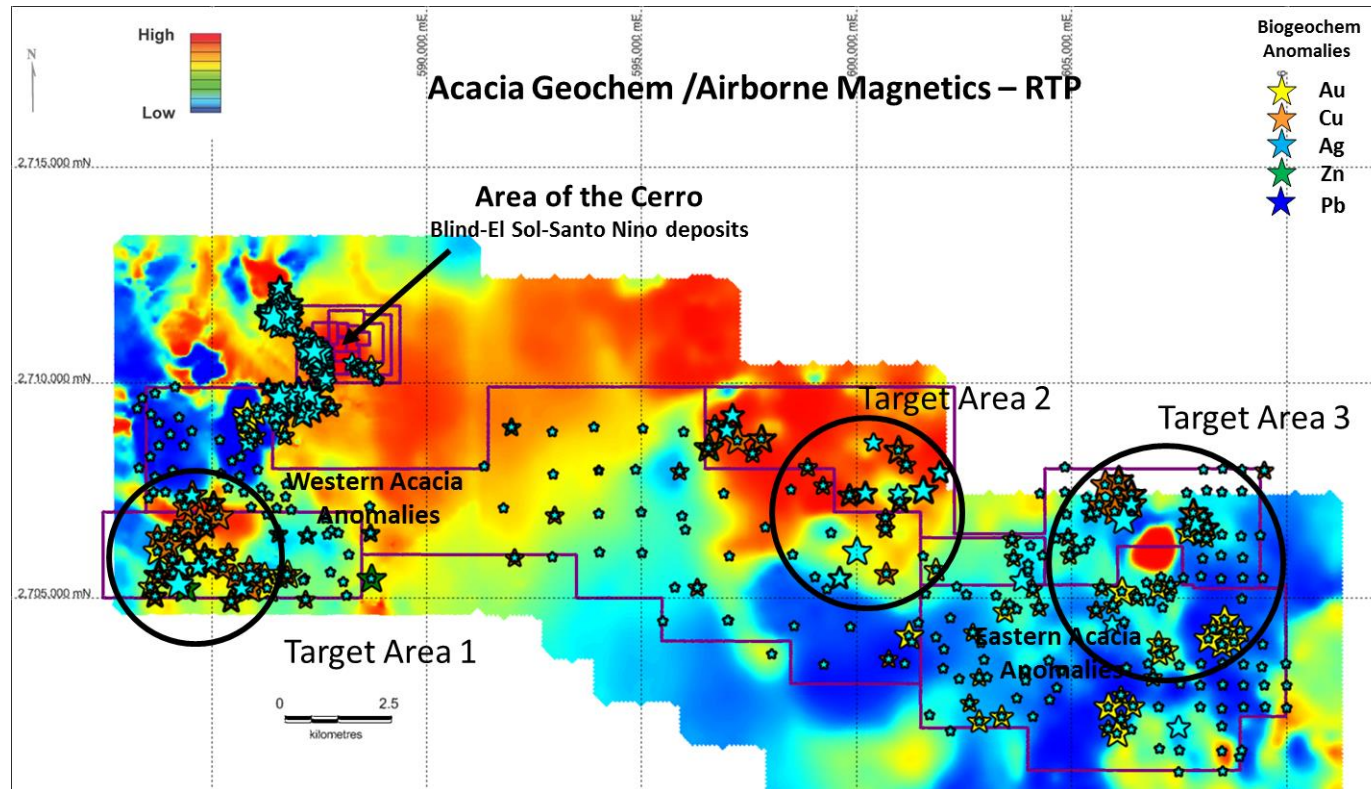 High
Low
N
590.000 mE
595.000 mE
600.000 mE
605.000 mE
Biogeochem
Anomalies
Au
Cu
Ag
Zn
Pb
Acacia Geochem /Airborne Magnetics – RTP
2.715.000 mN
Area of the Cerro
Blind-El Sol-Santo Nino deposits
2.710.000 mN
Target Area 2
Target Area 3
Western Acacia
Anomalies
2.705.000 mN
Eastern Acacia
Anomalies
Target Area 1
0 2.5
kilometres